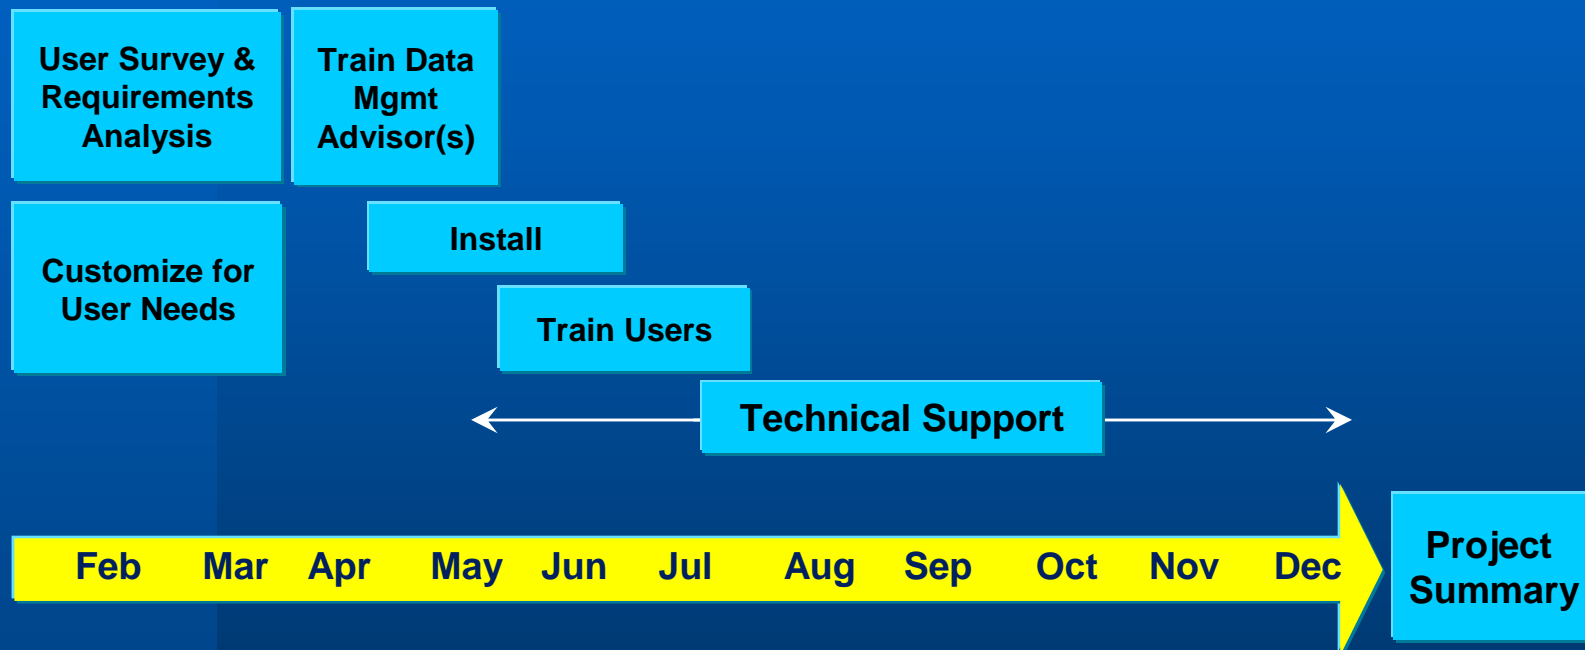 User Survey &
Requirements
Analysis
Train Data
Mgmt
Advisor(s)
Customize for
User Needs
Install
Train Users
Technical Support
Feb Mar Apr May Jun Jul Aug Sep Oct Nov Dec
Project
Summary